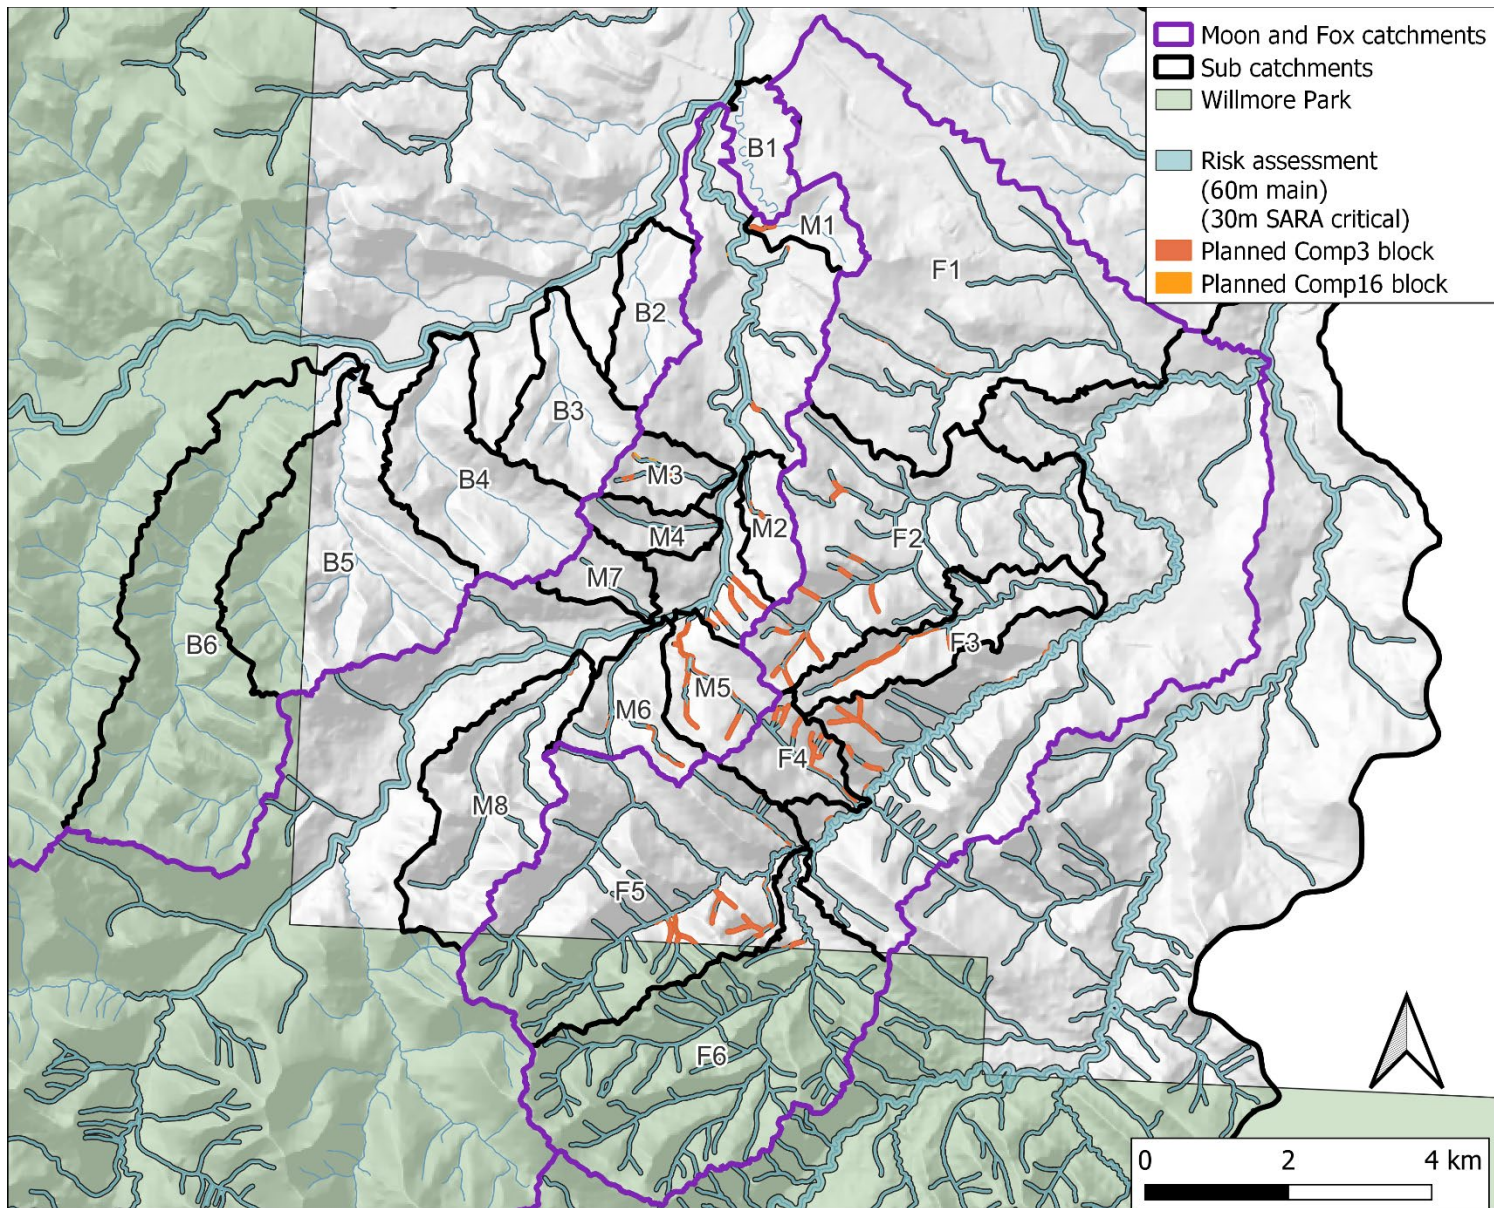 Moon and Fox catchments
Sub catchments
Willmore Park
Risk assessment
(60m main)
(30m SARA critical)
Planned Comp3 block
Planned Comp16 block
B1
M1
F1
B2
B3
M3
B4
M4
M2
F2
B5
M7
B6
F3
M5
M6
F4
M8
F5
F6
0 2 4 km